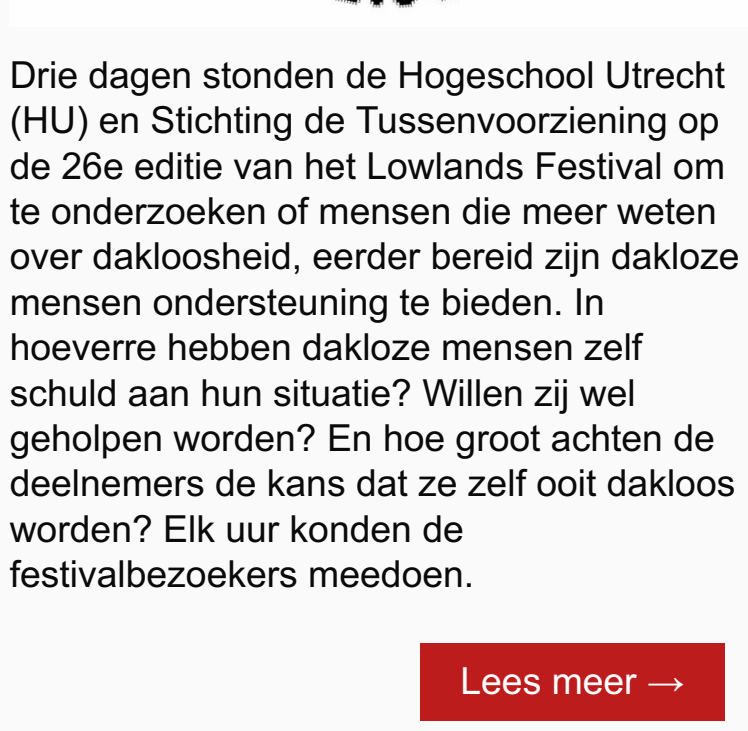 Drie dagen stonden de Hogeschool Utrecht
(HU) en Stichting de Tussenvoorziening op
de 26e editie van het Lowlands Festival om
te onderzoeken of mensen die meer weten
over dakloosheid, eerder bereid zijn dakloze
mensen ondersteuning te bieden. In
hoeverre hebben dakloze mensen zelf
schuld aan hun situatie? Willen zij wel
geholpen worden? En hoe groot achten de
deelnemers de kans dat ze zelf ooit dakloos
worden? Elk uur konden de
festivalbezoekers meedoen.
Lees meer →